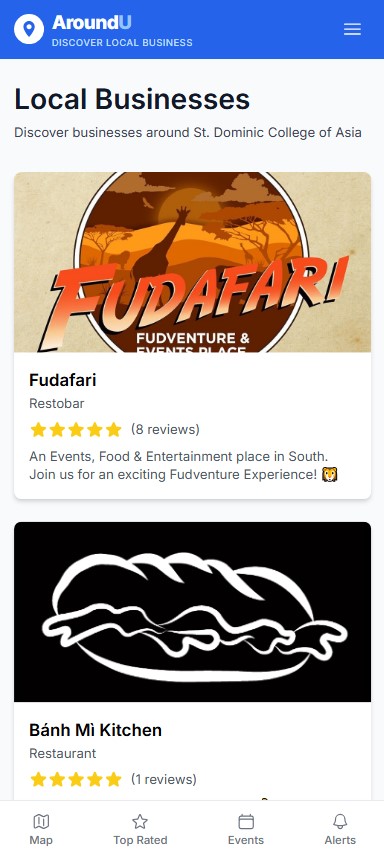 AroundU
DISCOVER LOCAL BUSINESS
Local Businesses
Discover businesses around St. Dominic College of Asia
FUDAFARI
FUDVENTURE &
EVENTS PLACE
Fudafari
Restobar
(8 reviews)
An Events, Food & Entertainment place in South.
Join us for an exciting Fudventure Experience! 🦁
Bánh Mì Kitchen
Restaurant
(1 reviews)
Map
Top Rated
Events
Alerts